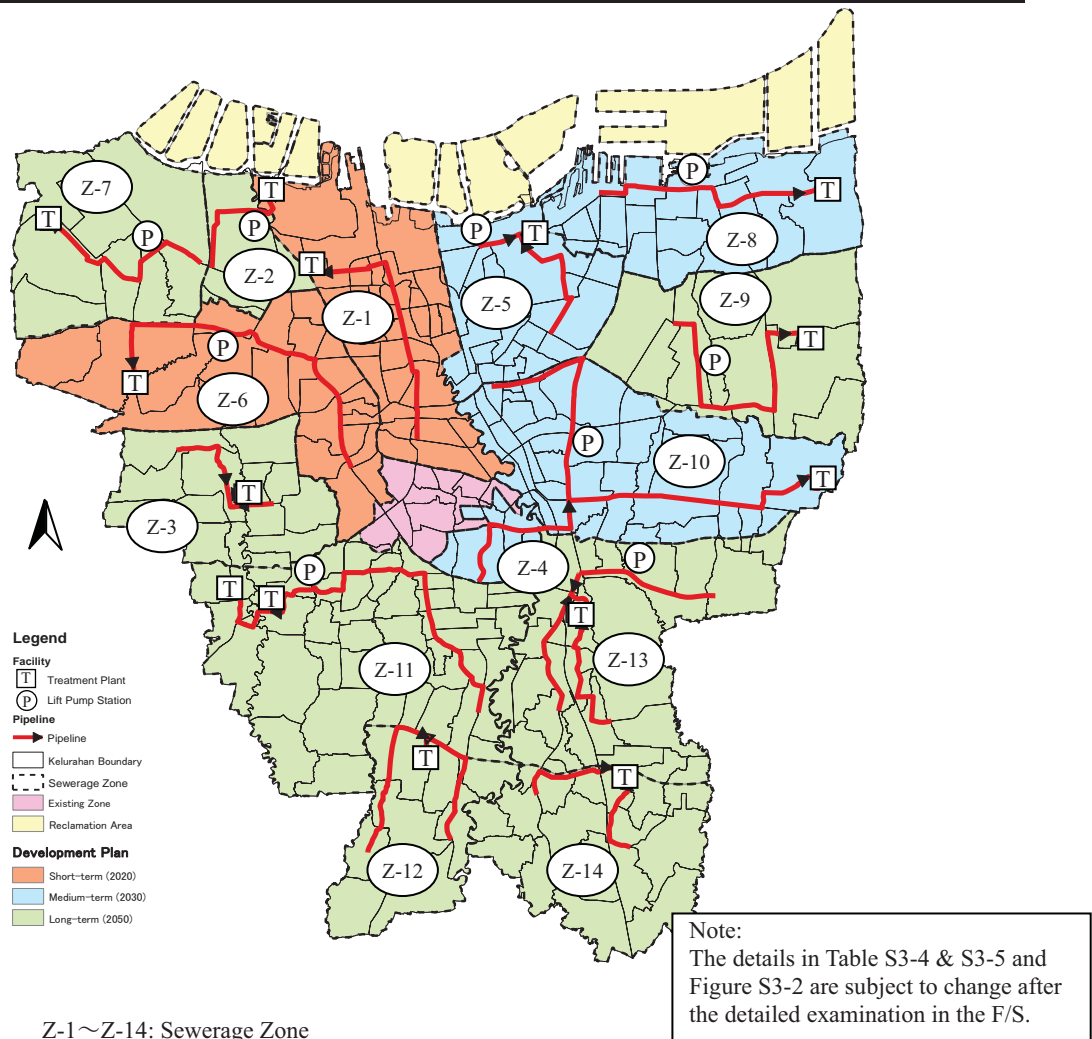 P
T
Z-7
T
Z-8
T
P
P
P
T
Z-2
T
Z-5
Z-9
Z-1
P
T
P
T
Z-6
P
Z-10
T
T
Z-3
P
P
Z-4
T
T
T
Z-13
Z-11
T
T
Z-12
Z-14
Legend
Facility
T Treatment Plant
P Lift Pump Station
Pipeline
Pipeline
Kelurahan Boundary
Sewerage Zone
Existing Zone
Reclamation Area
Development Plan
Short-term (2020)
Medium-term (2030)
Long-term (2050)
Note:
The details in Table S3-4 & S3-5 and
Figure S3-2 are subject to change after
the detailed examination in the F/S.
Z-1～Z-14: Sewerage Zone